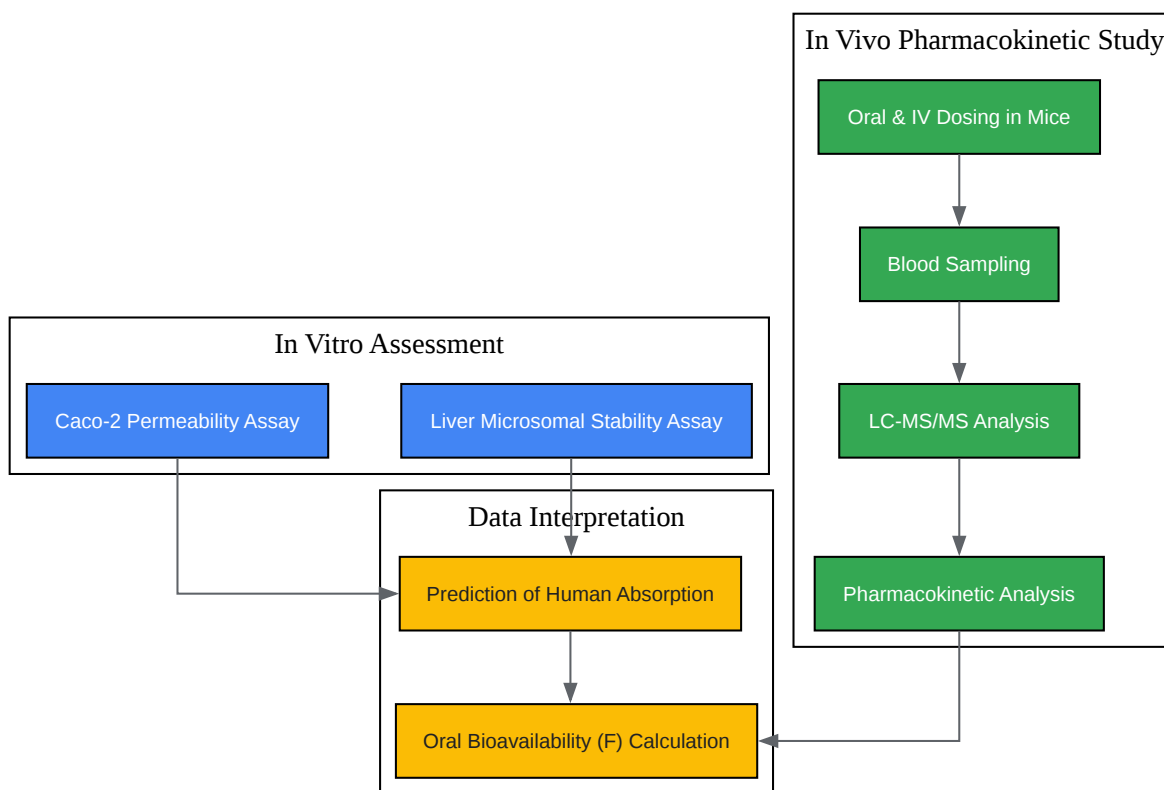 In Vivo Pharmacokinetic Study
Oral & IV Dosing in Mice
Blood Sampling
LC-MS/MS Analysis
Pharmacokinetic Analysis
In Vitro Assessment
Caco-2 Permeability Assay
Liver Microsomal Stability Assay
Data Interpretation
Prediction of Human Absorption
Oral Bioavailability (F) Calculation